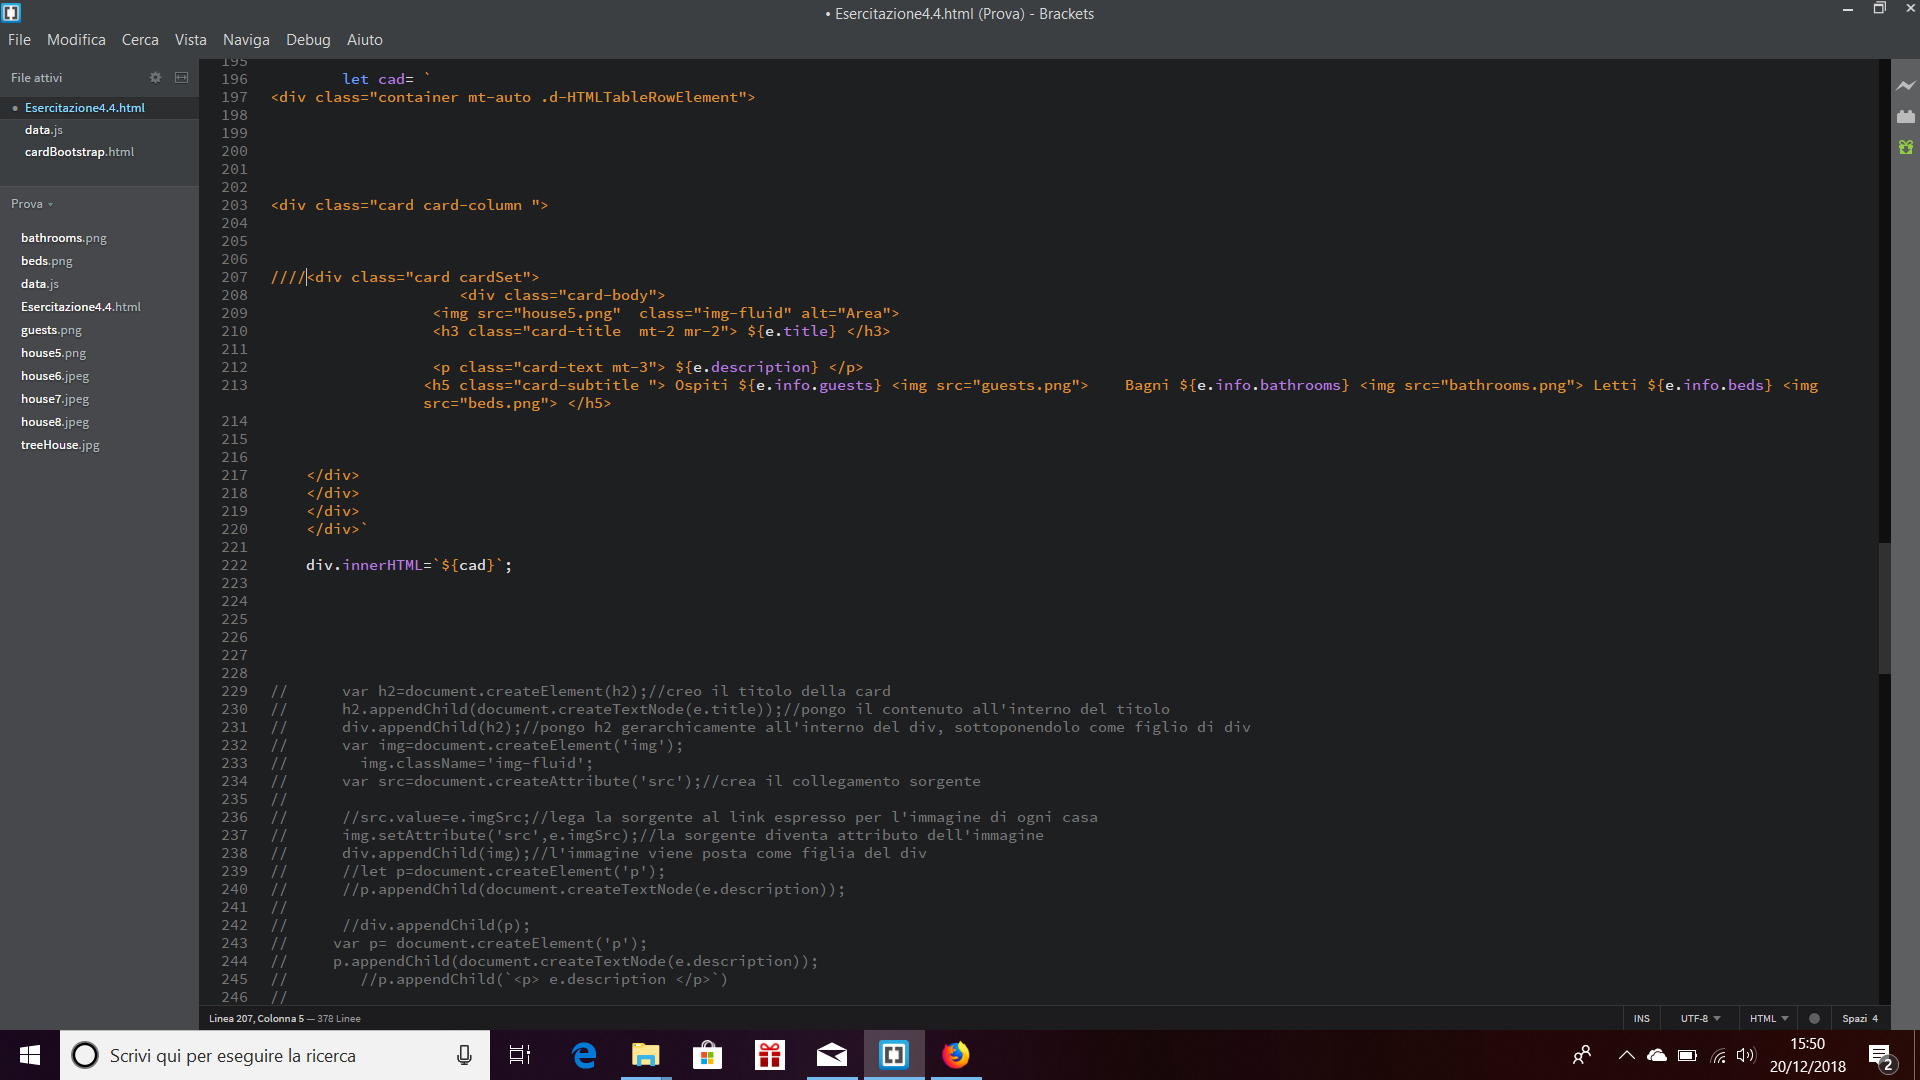 • Esercitazione4.4.html (Prova) - Brackets
File Modifica Cerca Vista Naviga Debug Aiuto
File attivi
Esercitazione4.4.html
data.js
cardBootstrap.html
Prova
bathrooms.png
beds.png
data.js
Esercitazione4.4.html
guests.png
house5.png
house6.jpeg
house7.jpeg
house8.jpeg
treeHouse.jpg
195
196 let cad= `
197 <div class="container mt-auto .d-HTMLTableRowElement">
198
199
200
201
202
203 <div class="card card-column ">
204
205
206
207 ////<div class="card cardSet">
208 <div class="card-body">
209 <img src="house5.png"  class="img-fluid" alt="Area">
210 <h3 class="card-title  mt-2 mr-2"> ${e.title} </h3>
211
212 <p class="card-text mt-3"> ${e.description} </p>
213 <h5 class="card-subtitle "> Ospiti ${e.info.guests} <img src="guests.png">    Bagni ${e.info.bathrooms} <img src="bathrooms.png"> Letti ${e.info.beds} <img
src="beds.png"> </h5>
214
215
216
217 </div>
218 </div>
219 </div>
220 </div>`
221
222 div.innerHTML=`${cad}`;
223
224
225
226
227
228
229 // var h2=document.createElement(h2);//creo il titolo della card
230 // h2.appendChild(document.createTextNode(e.title));//pongo il contenuto all'interno del titolo
231 // div.appendChild(h2);//pongo h2 gerarchicamente all'interno del div, sottoponendolo come figlio di div
232 // var img=document.createElement('img');
233 // img.className='img-fluid';
234 // var src=document.createAttribute('src');//crea il collegamento sorgente
235 //
236 // //src.value=e.imgSrc;//lega la sorgente al link espresso per l'immagine di ogni casa
237 // img.setAttribute('src',e.imgSrc);//la sorgente diventa attributo dell'immagine
238 // div.appendChild(img);//l'immagine viene posta come figlia del div
239 // //let p=document.createElement('p');
240 // //p.appendChild(document.createTextNode(e.description));
241 //
242 // //div.appendChild(p);
243 // var p= document.createElement('p');
244 // p.appendChild(document.createTextNode(e.description));
245 // //p.appendChild(`<p> e.description </p>`)
246 //
Linea 207, Colonna 5 — 378 Linee INS UTF-8 HTML Spazi 4
Scrivi qui per eseguire la ricerca
15:50
20/12/2018
2